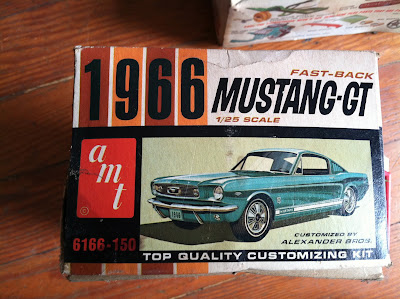 1966
FAST-BACK
MUSTANG-GT
1/25 SCALE
amt
©
6166-150
1966
CUSTOMIZED BY
ALEXANDER BROS.
TOP QUALITY CUSTOMIZING KIT